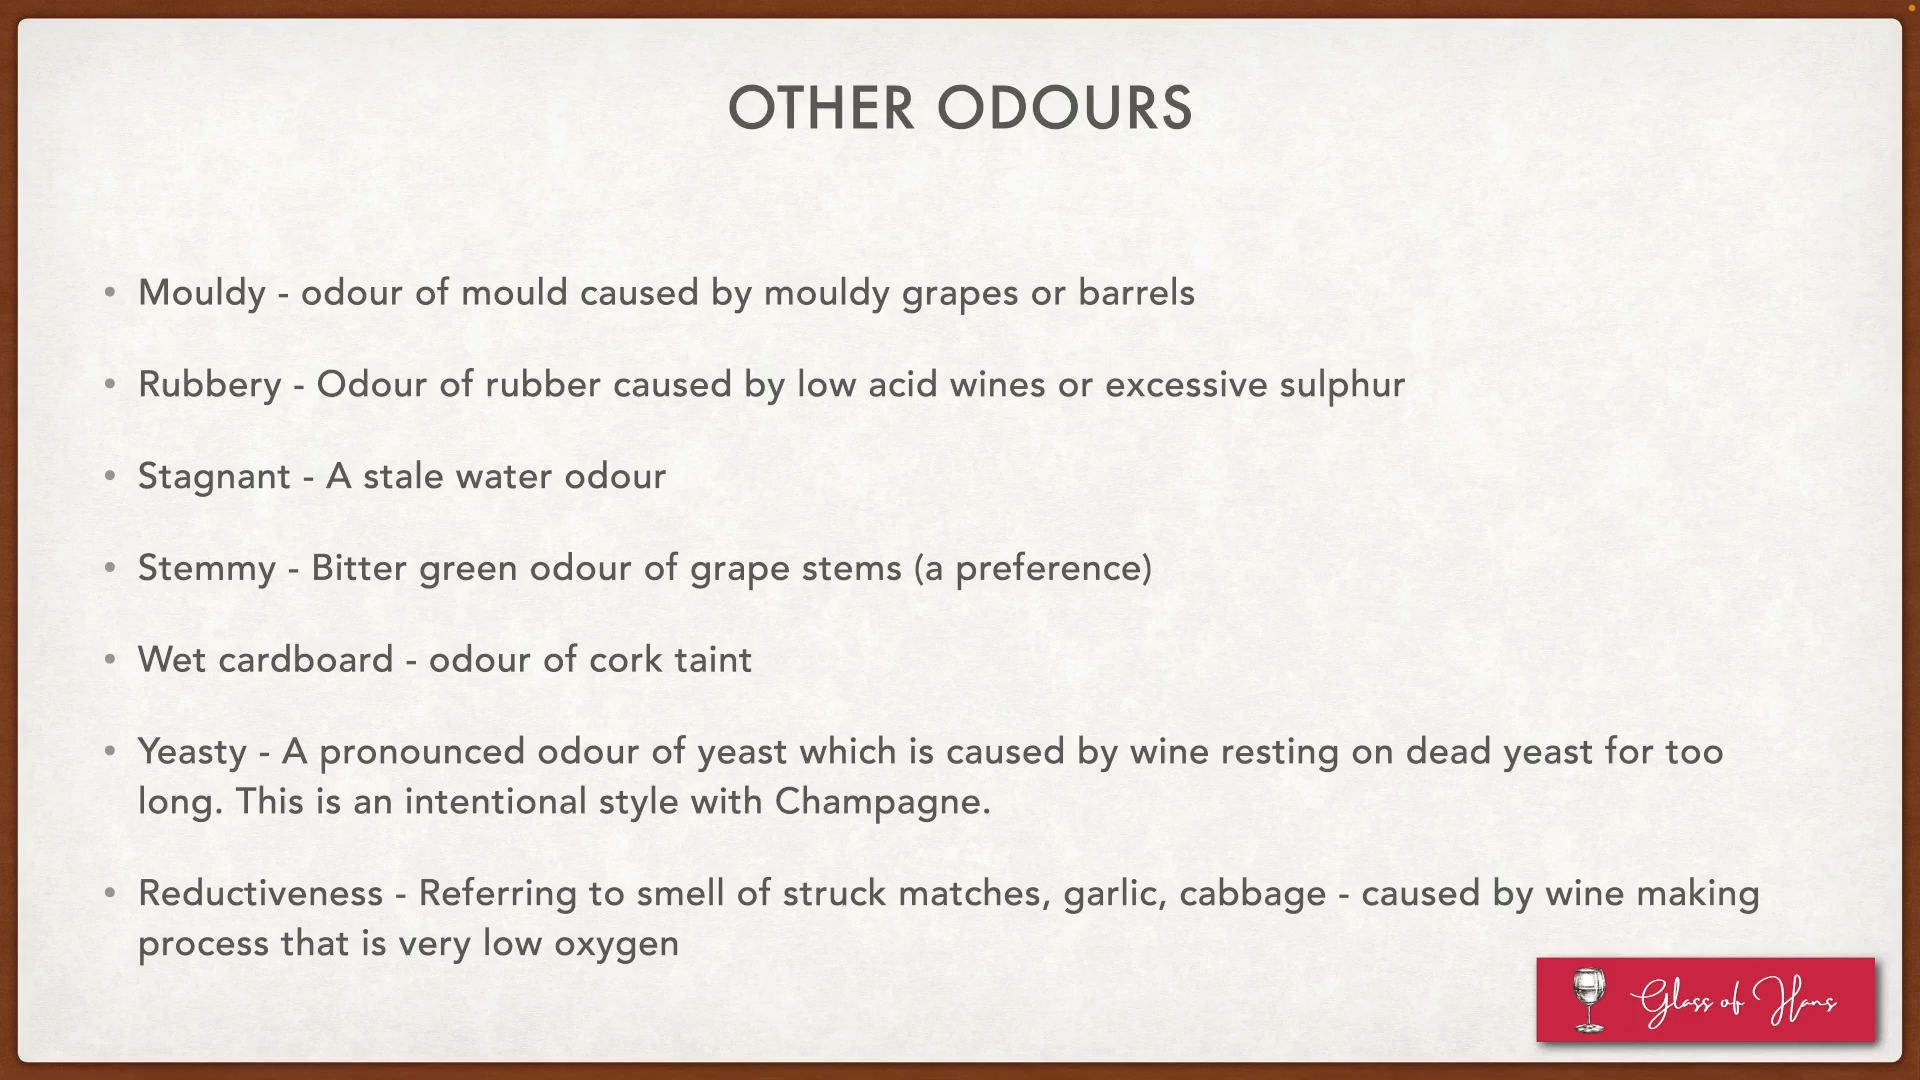 OTHER ODOURS
• Mouldy - odour of mould caused by mouldy grapes or barrels
• Rubbery - Odour of rubber caused by low acid wines or excessive sulphur
• Stagnant - A stale water odour
• Stemmy - Bitter green odour of grape stems (a preference)
• Wet cardboard - odour of cork taint
• Yeasty - A pronounced odour of yeast which is caused by wine resting on dead yeast for too
long. This is an intentional style with Champagne.
• Reductiveness - Referring to smell of struck matches, garlic, cabbage - caused by wine making
process that is very low oxygen
Glass of Hans